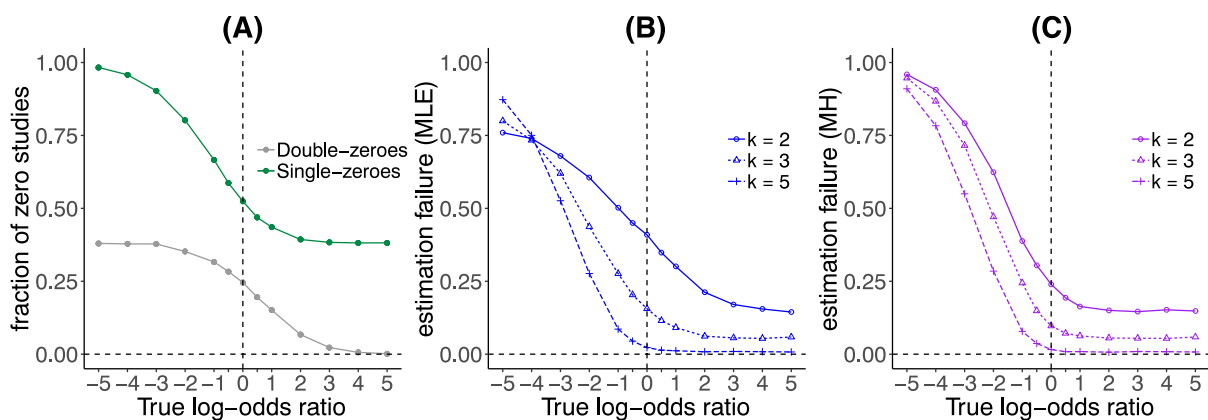 (A)
fraction of zero studies
1.00
0.75
0.50
0.25
0.00
Double-zeroes
Single-zeroes
−5 −4 −3 −2 −1 0 1 2 3 4 5
True log−odds ratio
(B)
estimation failure (MLE)
1.00
0.75
0.50
0.25
0.00
k = 2
k = 3
k = 5
−5 −4 −3 −2 −1 0 1 2 3 4 5
True log−odds ratio
(C)
estimation failure (MH)
1.00
0.75
0.50
0.25
0.00
k = 2
k = 3
k = 5
−5 −4 −3 −2 −1 0 1 2 3 4 5
True log−odds ratio